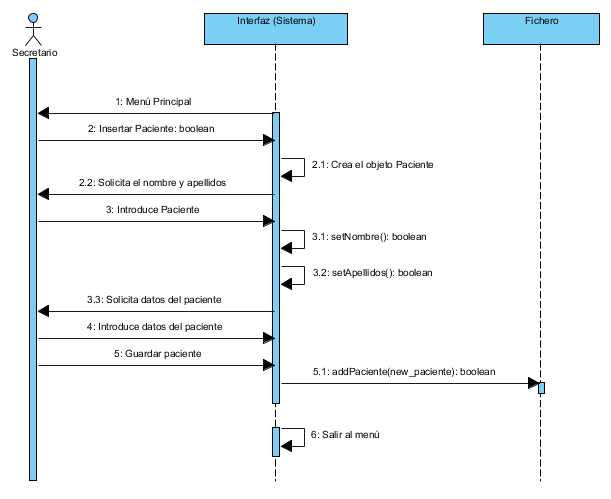 Interfaz (Sistema)
Fichero
Secretario
1: Menú Principal
2: Insertar Paciente: boolean
2.1: Crea el objeto Paciente
2.2: Solicita el nombre y apellidos
3: Introduce Paciente
3.1: setNombre(): boolean
3.2: setApellidos(): boolean
3.3: Solicita datos del paciente
4: Introduce datos del paciente
5: Guardar paciente
5.1: addPaciente(new_paciente): boolean
6: Salir al menú